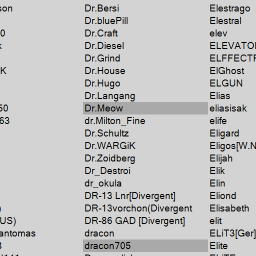 son Dr.Bersi Elestrago
Dr.bluePill Elestral
0 Dr.Craft elev
Dr.Diesel ELEVATO
Dr.Grind ELFFECTF
K Dr.House ElGhost
Dr.Hugo ELGUN
Dr.Langang Elias
50 Dr.Meow eliasisak
63 dr.Milton_Fine elife
Dr.Schultz Eligard
Dr.WARGiK Eligos[W.N
Dr.Zoidberg Elijah
Dr_Destroi Elik
dr_okula Elin
DR-13 Lnr[Divergent] Eliond
DR-13vorchon(Divergent Elisabeth
US) DR-86 GAD [Divergent] elit
antomas dracon ELiT3[Ger]
dracon705 Elite